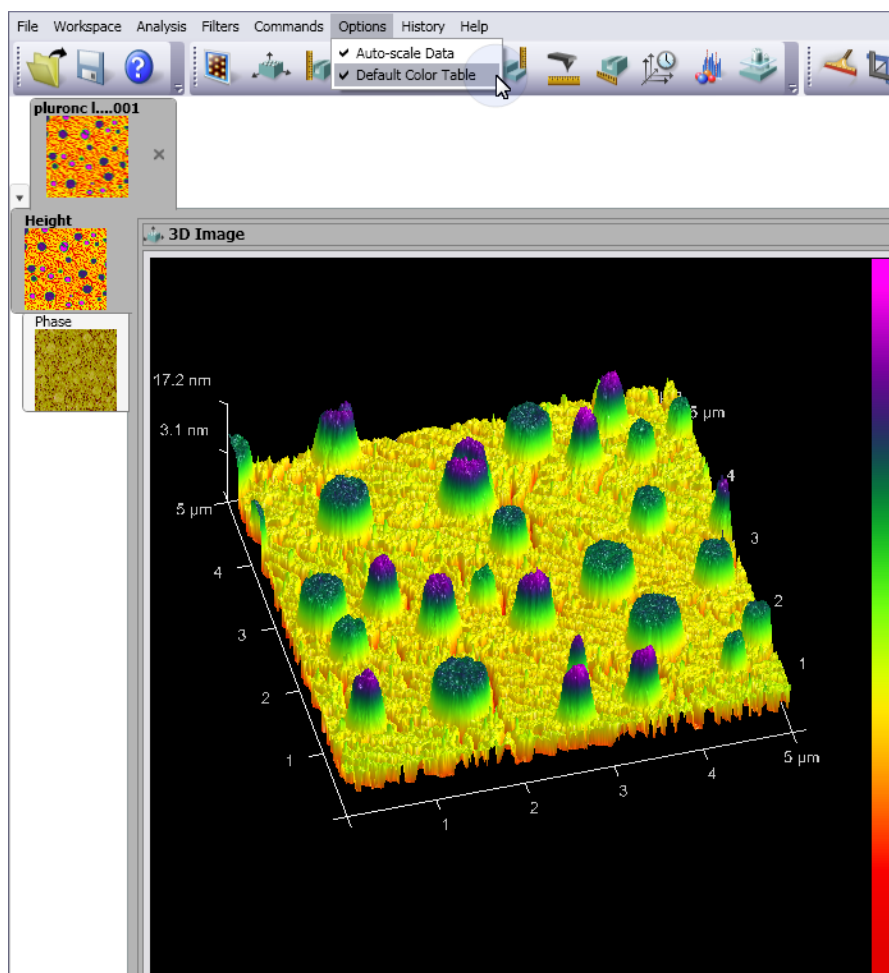 File Workspace Analysis Filters Commands Options History Help
Auto-scale Data
Default Color Table
pluronc l....001
Height
3D Image
Phase
17.2 nm
3.1 nm
5 µm
5 µm
4
4
3
3
2
2
1
1
5 µm
4
3
2
1